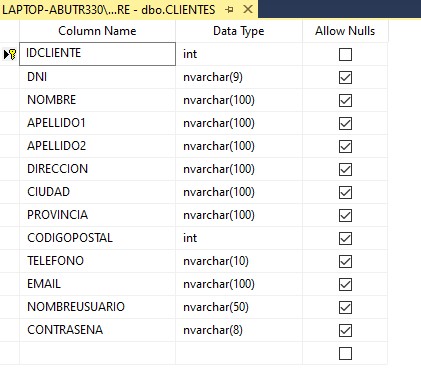 LAPTOP-ABUTR330\...RE - dbo.CLIENTES
Column Name Data Type Allow Nulls
IDCLIENTE int
DNI nvarchar(9)
NOMBRE nvarchar(100)
APELLIDO1 nvarchar(100)
APELLIDO2 nvarchar(100)
DIRECCION nvarchar(100)
CIUDAD nvarchar(100)
PROVINCIA nvarchar(100)
CODIGOPOSTAL int
TELEFONO nvarchar(10)
EMAIL nvarchar(100)
NOMBREUSUARIO nvarchar(50)
CONTRASENA nvarchar(8)